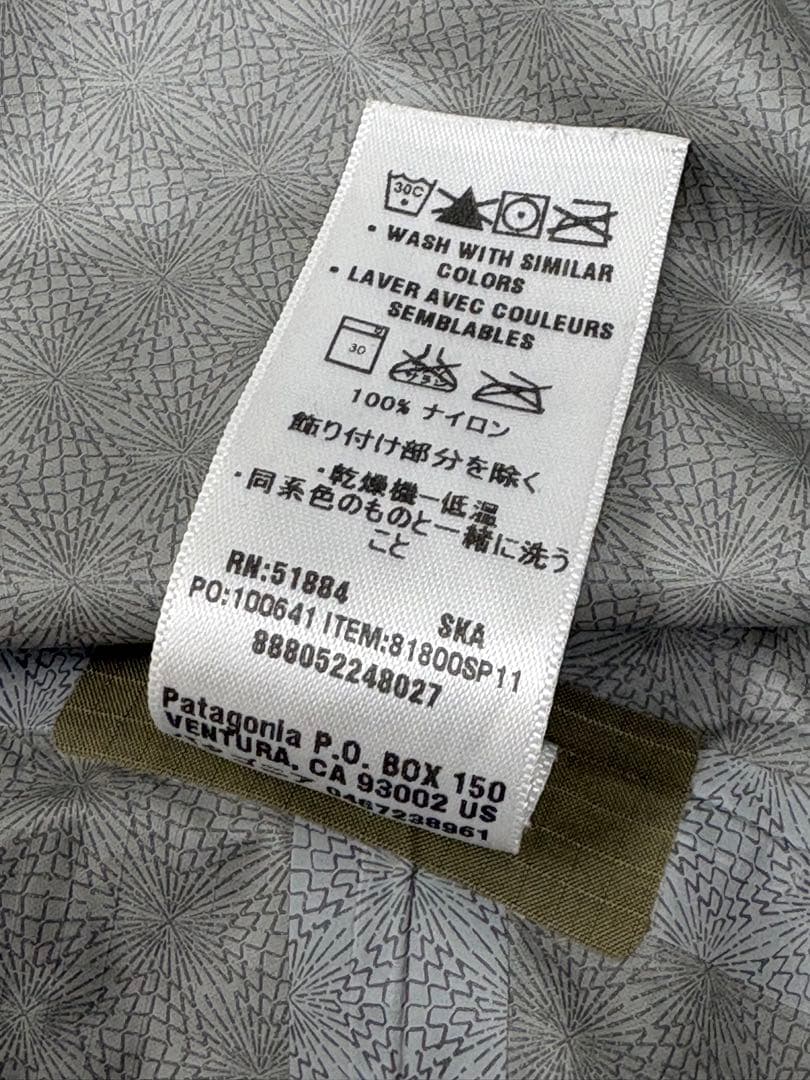 30C
• WASH WITH SIMILAR
COLORS
• LAVER AVEC COULEURS
SEMBLABLES
30
100% ナイロン
飾り付け部分を除く
・乾燥機ー低温
・同系色のものと一緒に洗う
こと
RN:51884
SKA
PO:100641 ITEM:81800SP11
888052248027
Patagonia P.O. BOX 150
VENTURA, CA 93002 US
0467238961